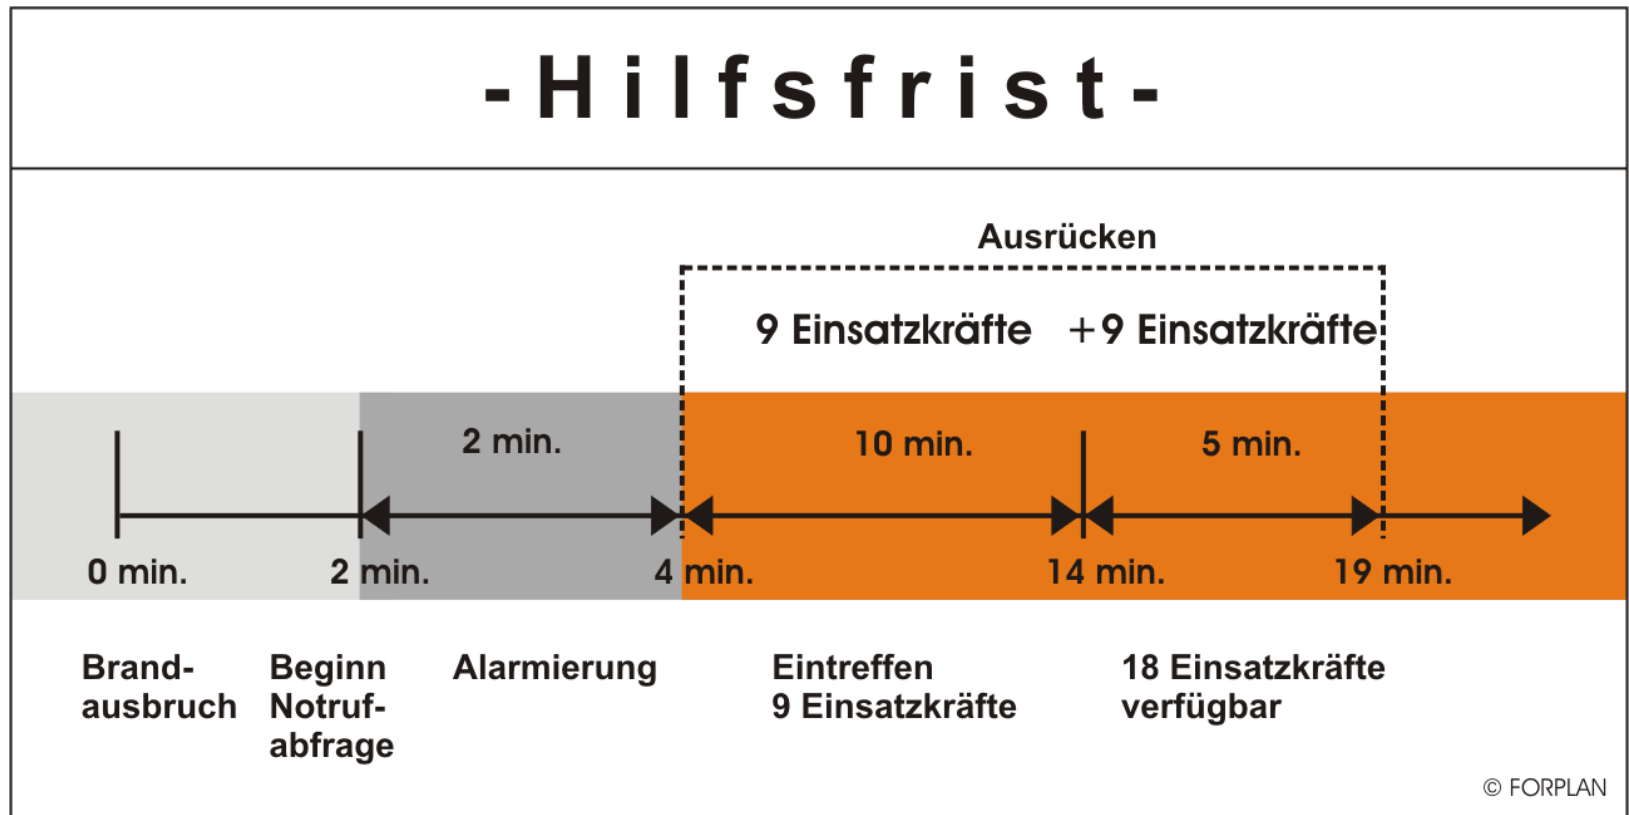 - H i l f s f r i s t -
Ausrücken
9 Einsatzkräfte +9 Einsatzkräfte
2 min. 10 min. 5 min.
0 min. 2 min. 4 min. 14 min. 19 min.
Brand-
ausbruch
Beginn
Notruf-
abfrage
Alarmierung
Eintreffen
9 Einsatzkräfte
18 Einsatzkräfte
verfügbar
© FORPLAN